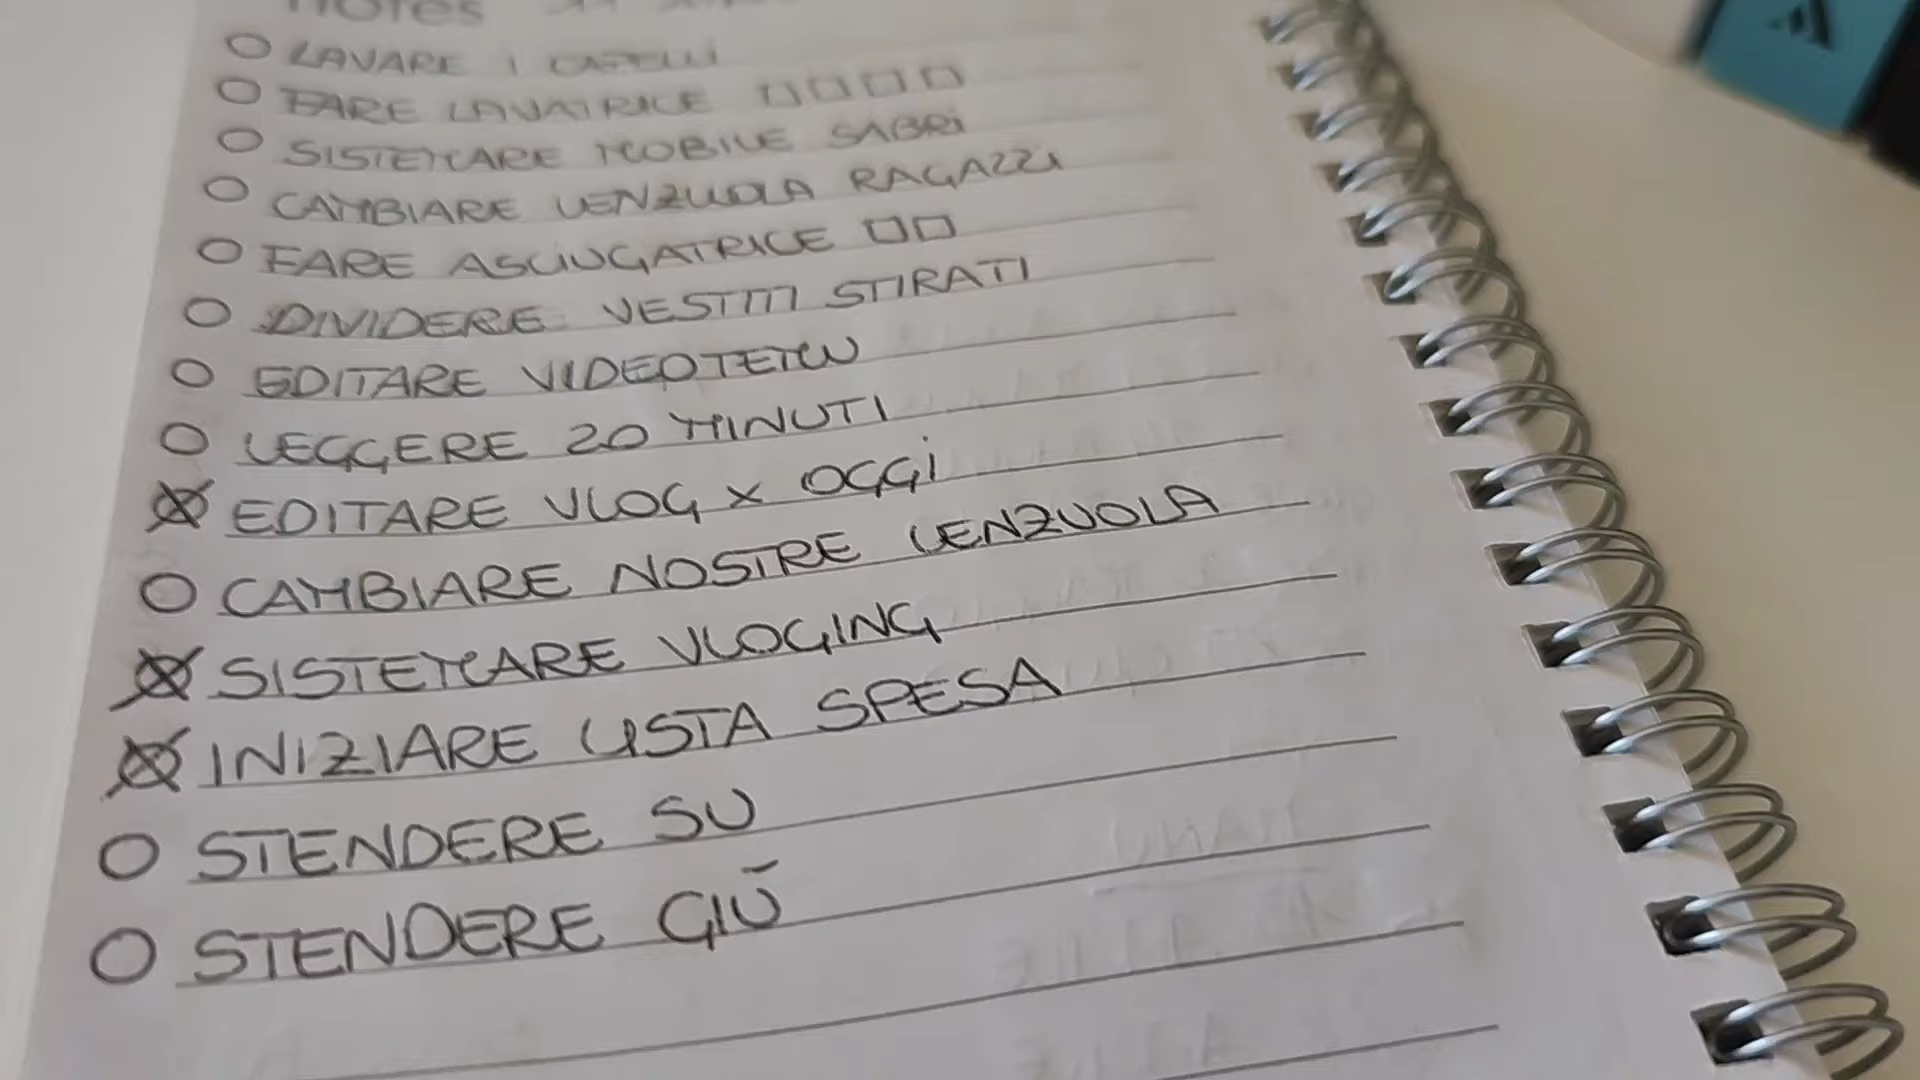 notes
LAVARE I CAPELLI
FARE LAVATRICE
SISTEMARE MOBILE SABRi
CAMBIARE LENZUOLA RAGAZZI
FARE ASCIUGATRICE
DIVIDERE VESTITI STIRATI
EDITARE
LEGGERE 20 MINUTI
EDITARE VLOG x OGGi
CAMBIARE NOSTRE LENZUOLA
SISTEMARE VLOGING
INIZIARE LISTA SPESA
STENDERE SU
STENDERE GIÙ